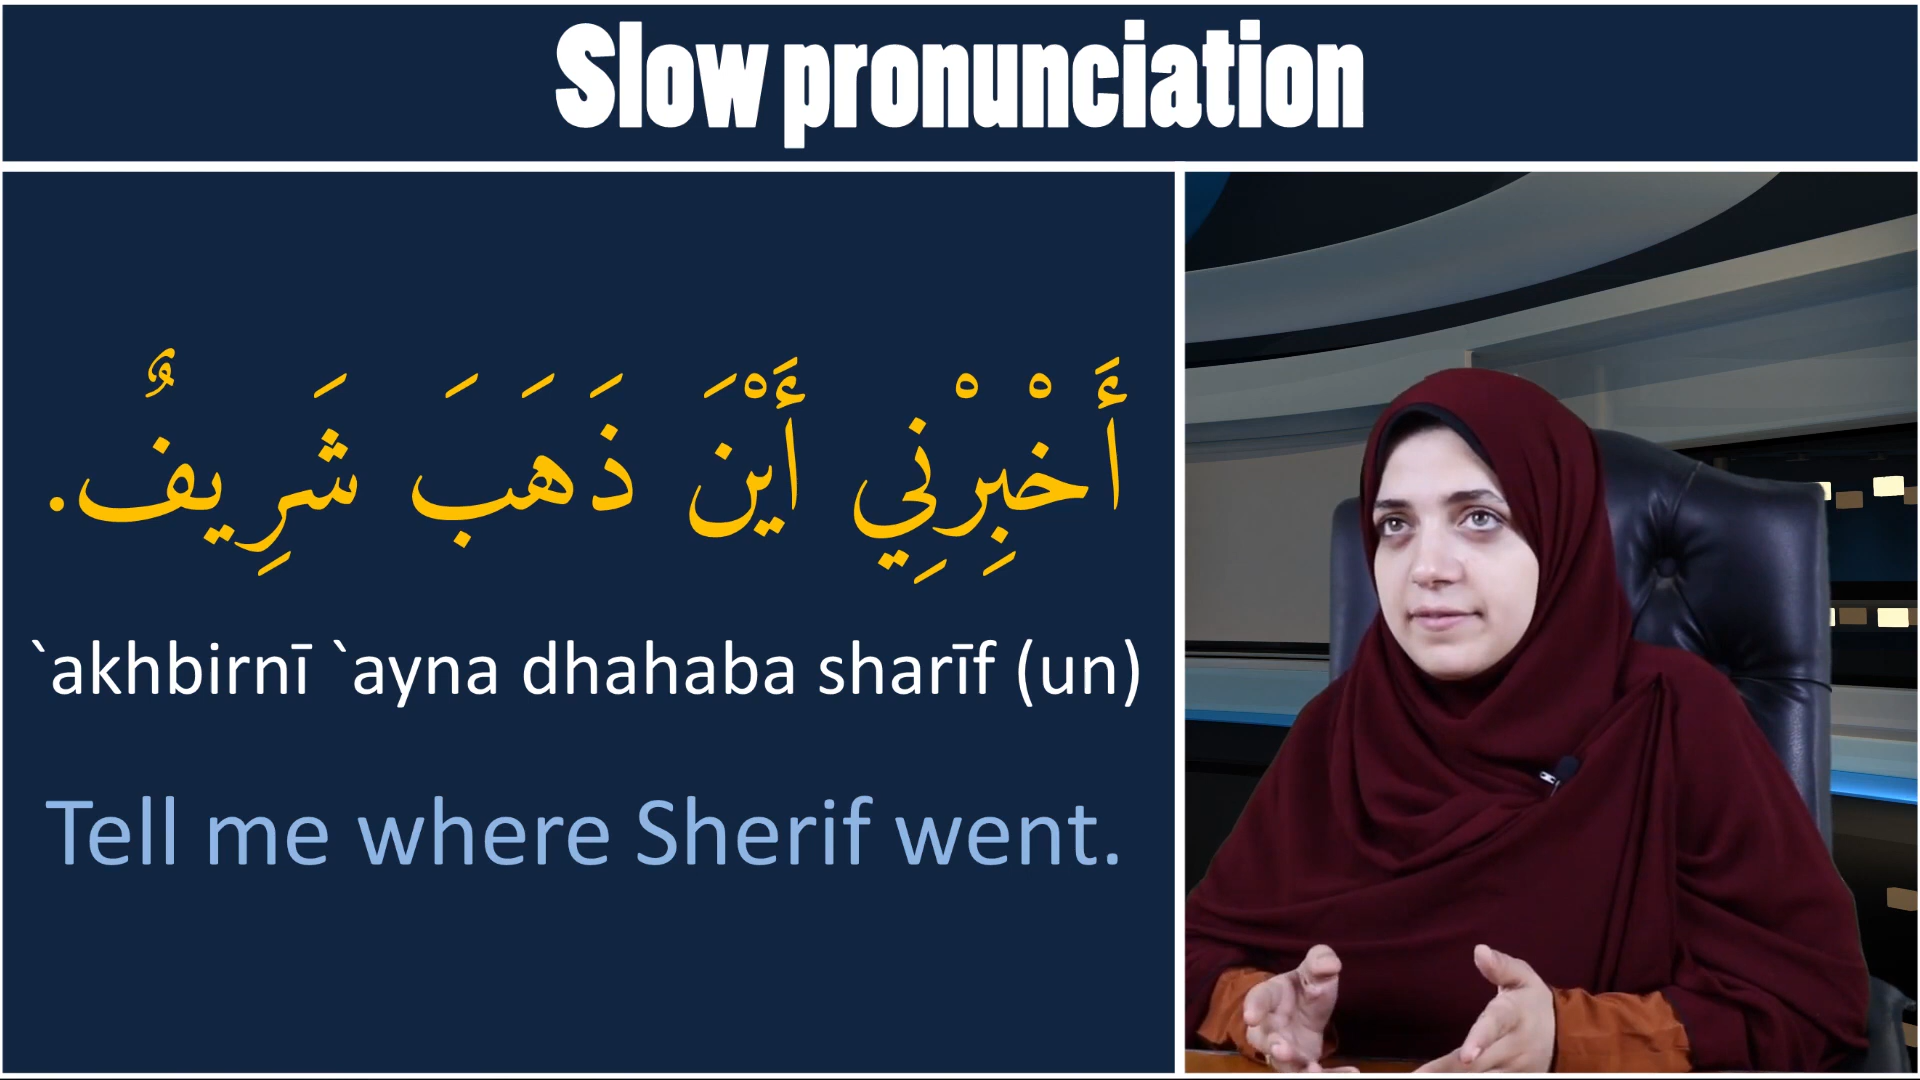 Slow pronunciation
أَخْبِرْنِي أَيْنَ ذَهَبَ شَرِيفٌ.
`akhbirnī `ayna dhahaba sharīf (un)
Tell me where Sherif went.